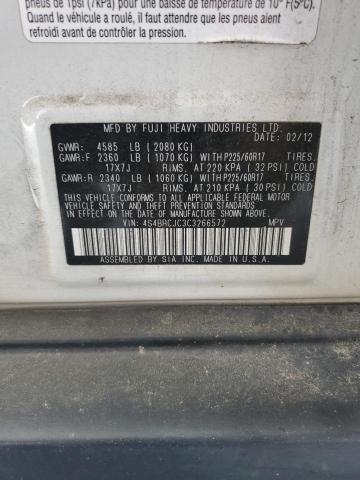 pneus de 1psi (7kPa) pour une baisse de température de 10° F(5°C).
Quand le véhicule a roulé, il faut attendre que les pneus aient
refroidi avant de contrôler la pression.
MFD BY FUJI HEAVY INDUSTRIES LTD.
DATE: 02/12
GVWR: 4585 LB (2080 KG)
GAWR:F 2360 LB (1070 KG) WITH P225/60R17 TIRES.
17X7J RIMS, AT 220 KPA ( 32 PSI) COLD
GAWR:R 2340 LB (1060 KG) WITH P225/60R17 TIRES.
17X7J RIMS, AT 210 KPA ( 30 PSI) COLD
THIS VEHICLE CONFORMS TO ALL APPLICABLE FEDERAL MOTOR
VEHICLE SAFETY AND THEFT PREVENTION STANDARDS IN
EFFECT ON THE DATE OF MANUFACTURE SHOWN ABOVE.
VIN: 4S4BRCJC3C3266572 MPV
ASSEMBLED BY SIA INC. MADE IN U.S.A.